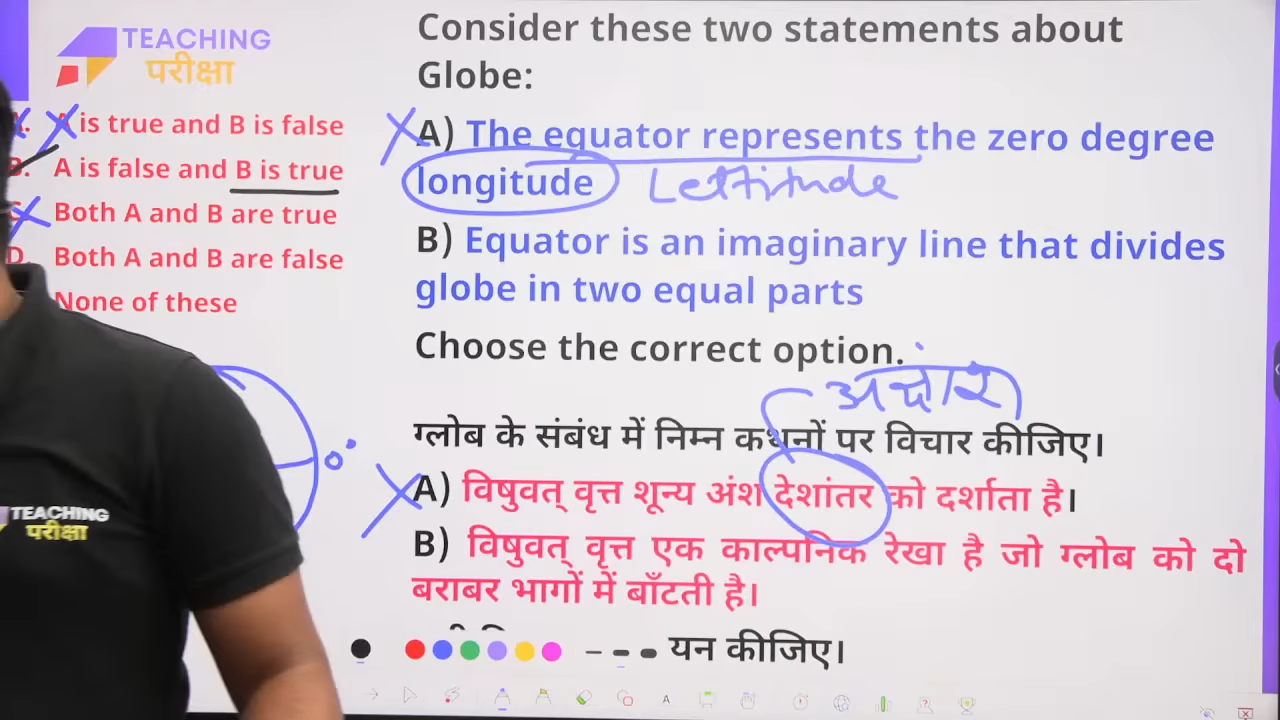 TEACHING
परीक्षा
A is true and B is false
A is false and B is true
Both A and B are true
D. Both A and B are false
None of these
Consider these two statements about
Globe:
A) The equator represents the zero degree
longitude Lettitude
B) Equator is an imaginary line that divides
globe in two equal parts
Choose the correct option.
ग्लोब के संबंध में निम्न कथनों पर विचार कीजिए।
A) विषुवत् वृत्त शून्य अंश देशांतर को दर्शाता है।
B) विषुवत् वृत्त एक काल्पनिक रेखा है जो ग्लोब को दो
बराबर भागों में बाँटती है।
यन कीजिए।
0°
TEACHING
परीक्षा